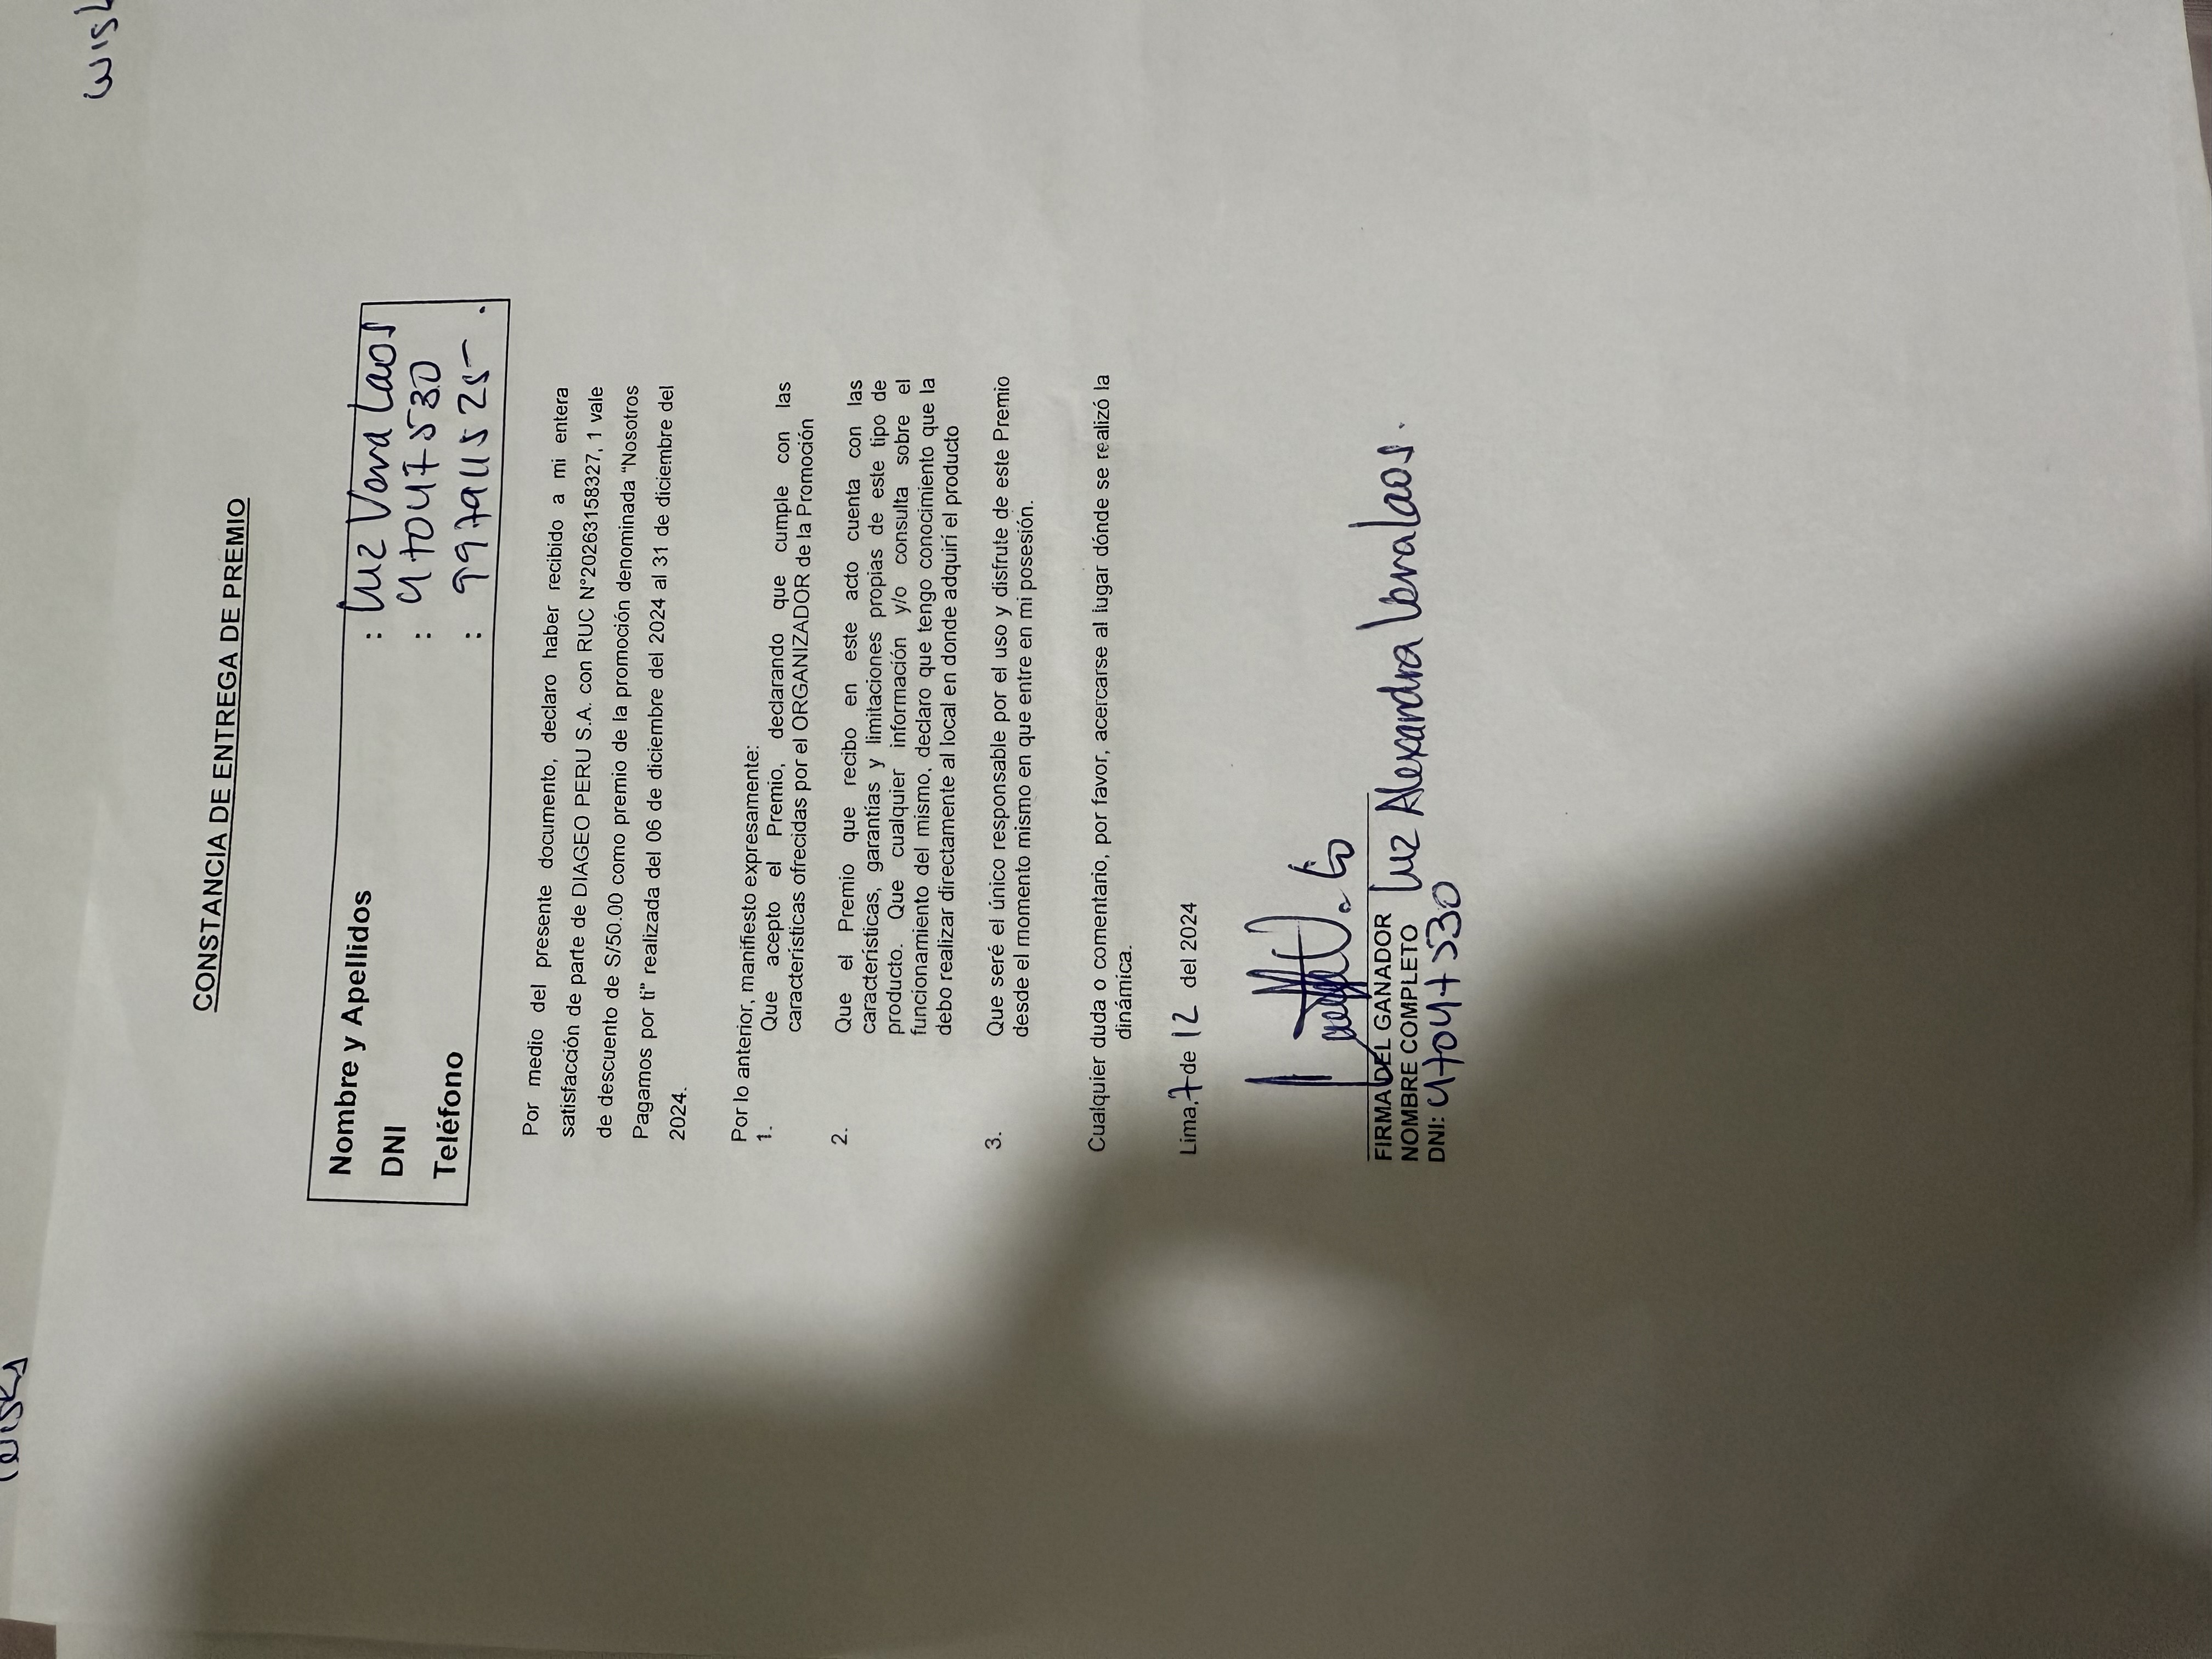 CONSTANCIA DE ENTREGA DE PREMIO
Nombre y Apellidos : Luz Vera Laos
DNI : 47047530
Teléfono : 997911525
Por medio del presente documento, declaro haber recibido a mi entera
satisfacción de parte de DIAGEO PERU S.A. con RUC N°20263158327, 1 vale
de descuento de S/50.00 como premio de la promoción denominada “Nosotros
Pagamos por ti" realizada del 06 de diciembre del 2024 al 31 de diciembre del
2024.
Por lo anterior, manifiesto expresamente:
1. Que acepto el Premio, declarando que cumple con las
características ofrecidas por el ORGANIZADOR de la Promoción
2. Que el Premio que recibo en este acto cuenta con las
características, garantías y limitaciones propias de este tipo de
producto. Que cualquier información y/o consulta sobre el
funcionamiento del mismo, declaro que tengo conocimiento que la
debo realizar directamente al local en donde adquirí el producto
3. Que seré el único responsable por el uso y disfrute de este Premio
desde el momento mismo en que entre en mi posesión.
Cualquier duda o comentario, por favor, acercarse al lugar dónde se realizó la
dinámica.
Lima, 7 de 12 del 2024
FIRMA DEL GANADOR
NOMBRE COMPLETO Luz Alexandra Vera Laos.
DNI: 47047530